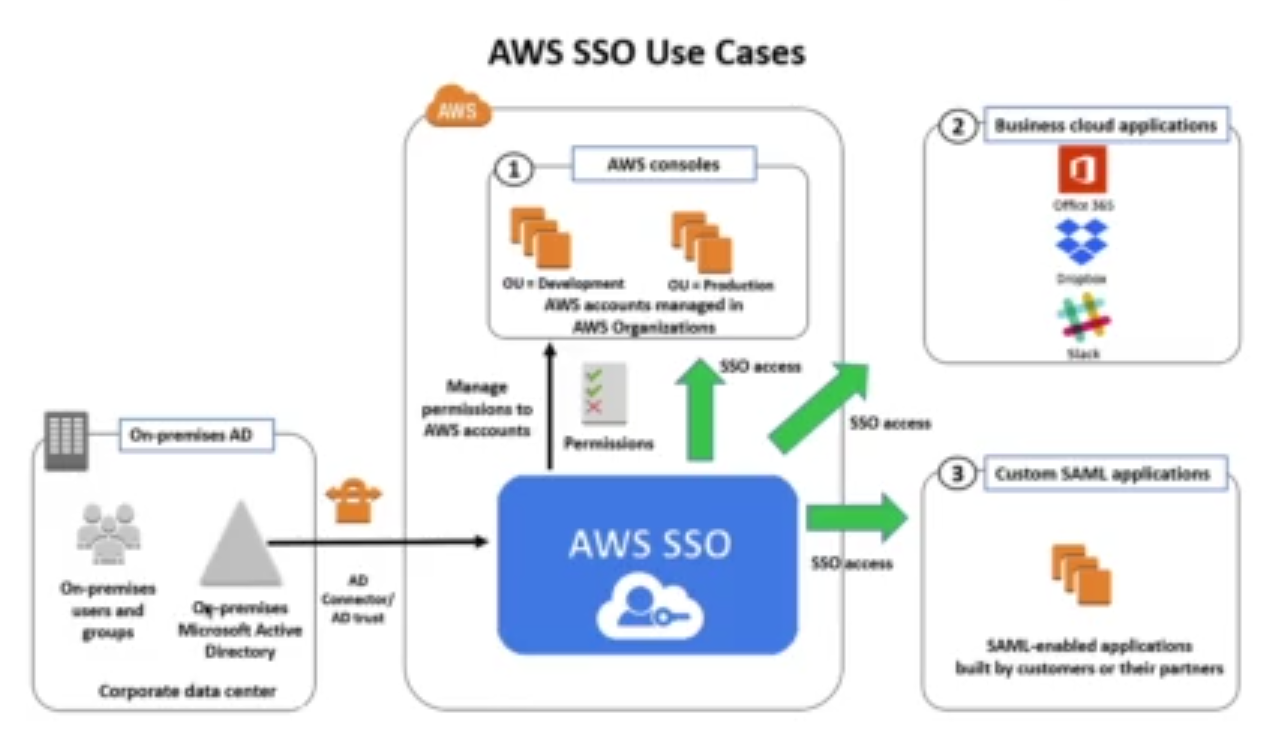 AWS SSO Use Cases
AWS
1
AWS consoles
OU = Development
OU = Production
AWS accounts managed in
AWS Organizations
2
Business cloud applications
Office 365
Dropbox
Slack
Manage
permissions to
AWS accounts
Permissions
SSO access
SSO access
On-premises AD
On-premises
users and
groups
On-premises
Microsoft Active
Directory
Corporate data center
AD
Connector/
AD trust
AWS SSO
SSO access
3
Custom SAML applications
SAML-enabled applications
built by customers or their partners